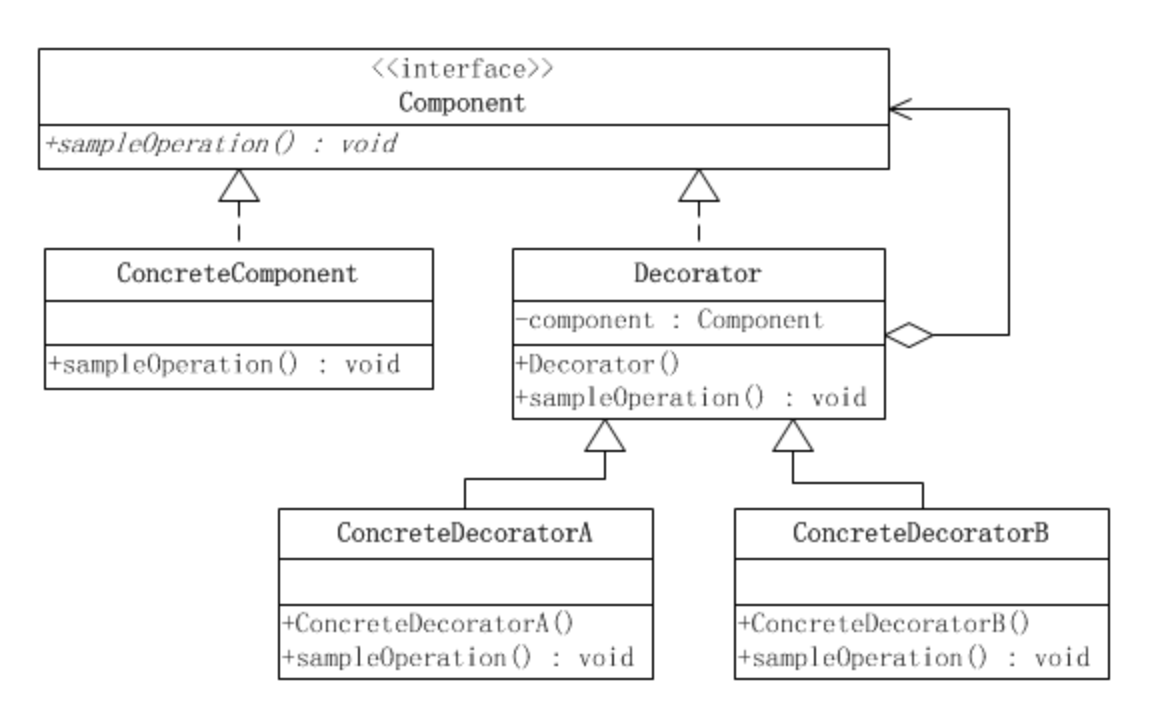 <<interface>>
Component
+sampleOperation() : void
ConcreteComponent
+sampleOperation() : void
Decorator
-component : Component
+Decorator()
+sampleOperation() : void
ConcreteDecoratorA
+ConcreteDecoratorA()
+sampleOperation() : void
ConcreteDecoratorB
+ConcreteDecoratorB()
+sampleOperation() : void